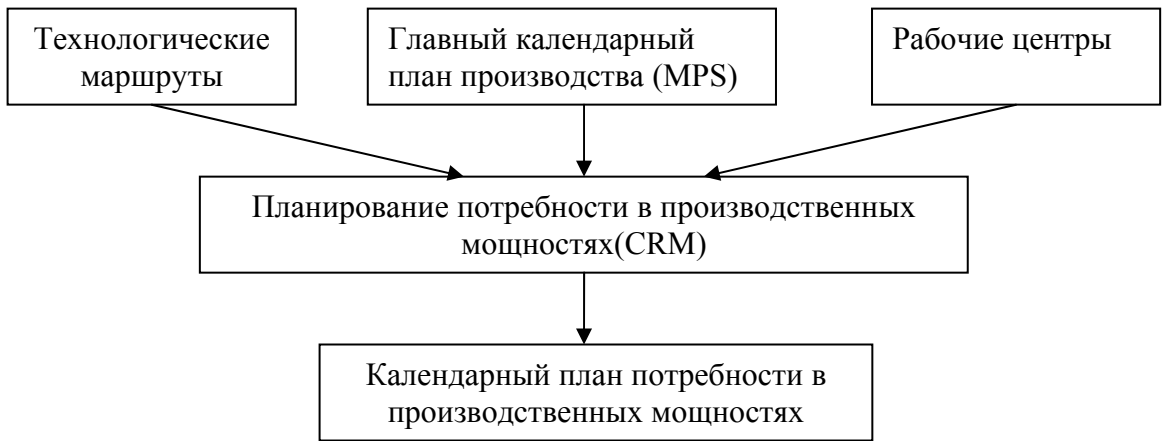 Технологические
маршруты
Главный календарный
план производства (MPS)
Рабочие центры
Планирование потребности в производственных
мощностях(CRM)
Календарный план потребности в
производственных мощностях